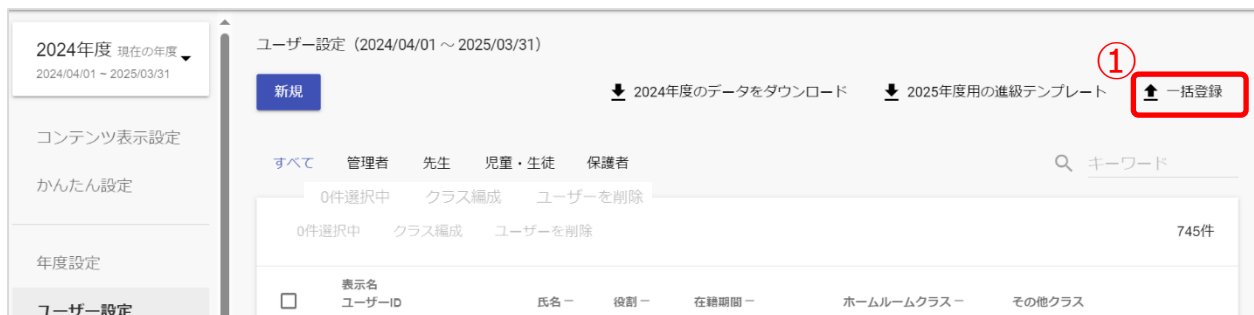 2024年度 現在の年度
2024/04/01 ~ 2025/03/31
コンテンツ表示設定
かんたん設定
年度設定
ユーザー設定
ユーザー設定（2024/04/01 ～ 2025/03/31）
①
新規
2024年度のデータをダウンロード
2025年度用の進級テンプレート
一括登録
すべて 管理者 先生 児童・生徒 保護者
キーワード
0件選択中 クラス編成 ユーザーを削除
0件選択中 クラス編成 ユーザーを削除
745件
表示名
ユーザーID 氏名 役割 在籍期間 ホームルームクラス その他クラス